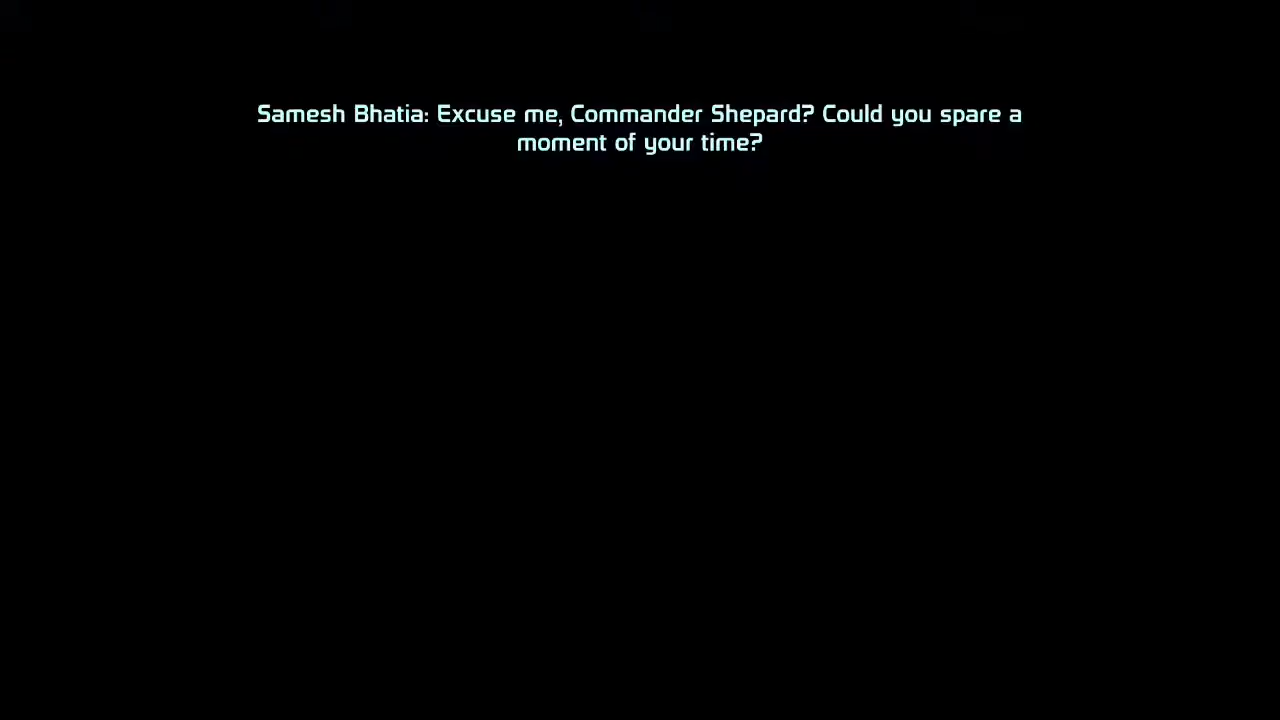 Samesh Bhatia: Excuse me, Commander Shepard? Could you spare a
moment of your time?